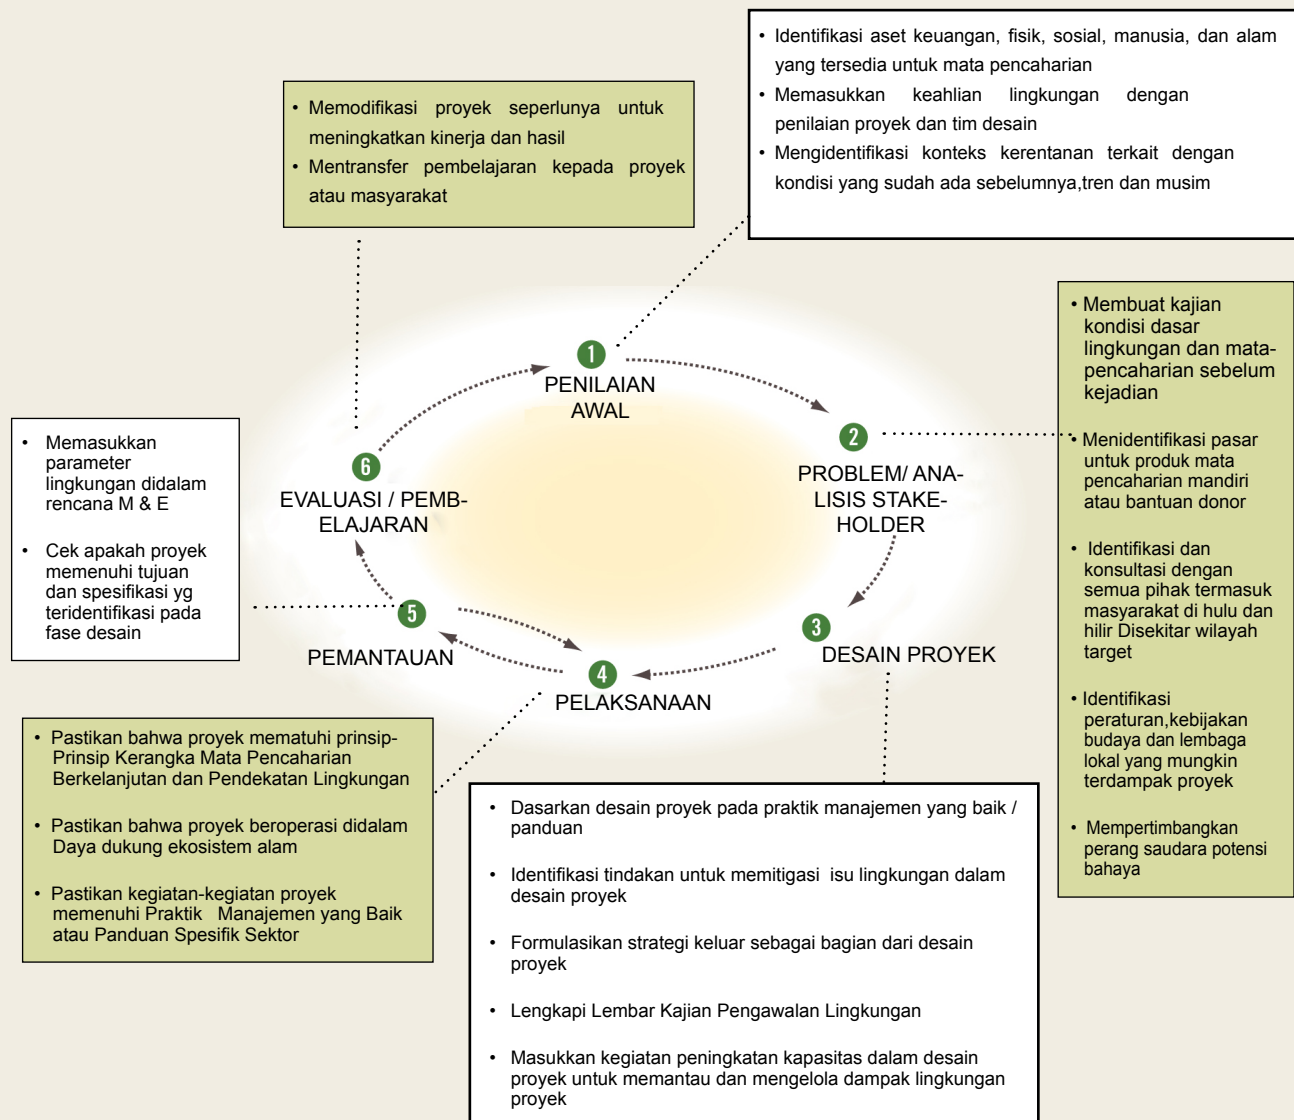 • Identifikasi aset keuangan, fisik, sosial, manusia, dan alam
yang tersedia untuk mata pencaharian
• Memasukkan keahlian lingkungan dengan
penilaian proyek dan tim desain
• Mengidentifikasi konteks kerentanan terkait dengan
kondisi yang sudah ada sebelumnya,tren dan musim
• Memodifikasi proyek seperlunya untuk
meningkatkan kinerja dan hasil
• Mentransfer pembelajaran kepada proyek
atau masyarakat
1
PENILAIAN
AWAL
2
PROBLEM/ ANA-
LISIS STAKE-
HOLDER
• Membuat kajian
kondisi dasar
lingkungan dan mata-
pencaharian sebelum
kejadian
• Menidentifikasi pasar
untuk produk mata
pencaharian mandiri
atau bantuan donor
• Identifikasi dan
konsultasi dengan
semua pihak termasuk
masyarakat di hulu dan
hilir Disekitar wilayah
target
• Identifikasi
peraturan,kebijakan
budaya dan lembaga
lokal yang mungkin
terdampak proyek
• Mempertimbangkan
perang saudara potensi
bahaya
6
EVALUASI / PEMB-
ELAJARAN
• Memasukkan
parameter
lingkungan didalam
rencana M & E
• Cek apakah proyek
memenuhi tujuan
dan spesifikasi yg
teridentifikasi pada
fase desain
5
PEMANTAUAN
3
DESAIN PROYEK
4
PELAKSANAAN
• Pastikan bahwa proyek mematuhi prinsip-
Prinsip Kerangka Mata Pencaharian
Berkelanjutan dan Pendekatan Lingkungan
• Pastikan bahwa proyek beroperasi didalam
Daya dukung ekosistem alam
• Pastikan kegiatan-kegiatan proyek
memenuhi Praktik Manajemen yang Baik
atau Panduan Spesifik Sektor
• Dasarkan desain proyek pada praktik manajemen yang baik /
panduan
• Identifikasi tindakan untuk memitigasi isu lingkungan dalam
desain proyek
• Formulasikan strategi keluar sebagai bagian dari desain
proyek
• Lengkapi Lembar Kajian Pengawalan Lingkungan
• Masukkan kegiatan peningkatan kapasitas dalam desain
proyek untuk memantau dan mengelola dampak lingkungan
proyek